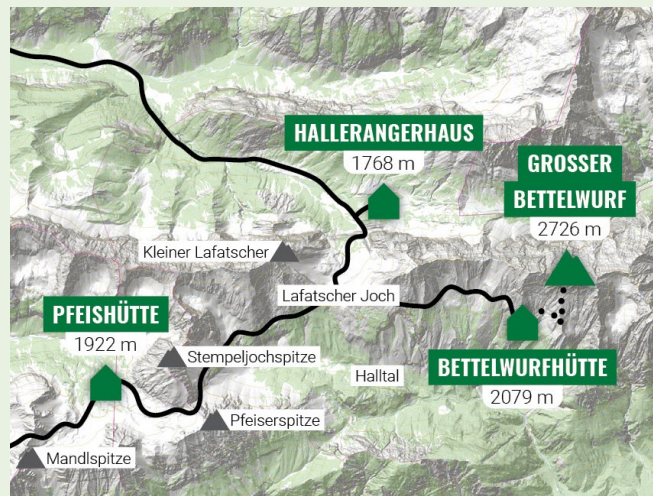 HALLERANGERHAUS
1768 m
GROSSER
BETTELWURF
2726 m
Kleiner Lafatscher
Lafatscher Joch
PFEISHÜTTE
1922 m
Stempeljochspitze
Halltal
BETTELWURFHÜTTE
2079 m
Pfeiserspitze
Mandlspitze